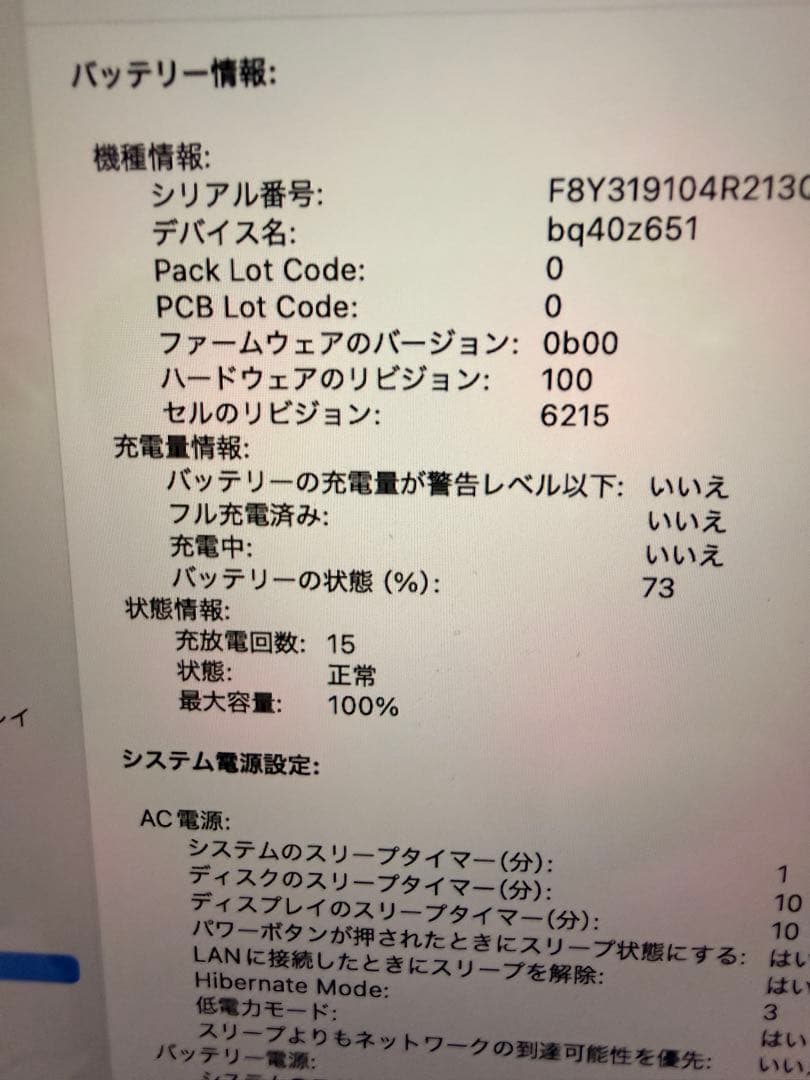 バッテリー情報:
機種情報:
シリアル番号: F8Y319104R213
デバイス名: bq40z651
Pack Lot Code: 0
PCB Lot Code: 0
ファームウェアのバージョン: 0b00
ハードウェアのリビジョン: 100
セルのリビジョン: 6215
充電量情報:
バッテリーの充電量が警告レベル以下: いいえ
フル充電済み: いいえ
充電中: いいえ
バッテリーの状態 (%): 73
状態情報:
充放電回数: 15
状態: 正常
最大容量: 100%
レイ
システム電源設定:
AC電源:
システムのスリープタイマー(分): 1
ディスクのスリープタイマー(分): 10
ディスプレイのスリープタイマー(分): 10
パワーボタンが押されたときにスリープ状態にする: はい
LANに接続したときにスリープを解除: はい
Hibernate Mode: 3
低電力モード: はい
スリープよりもネットワークの到達可能性を優先: いい
バッテリー電源: